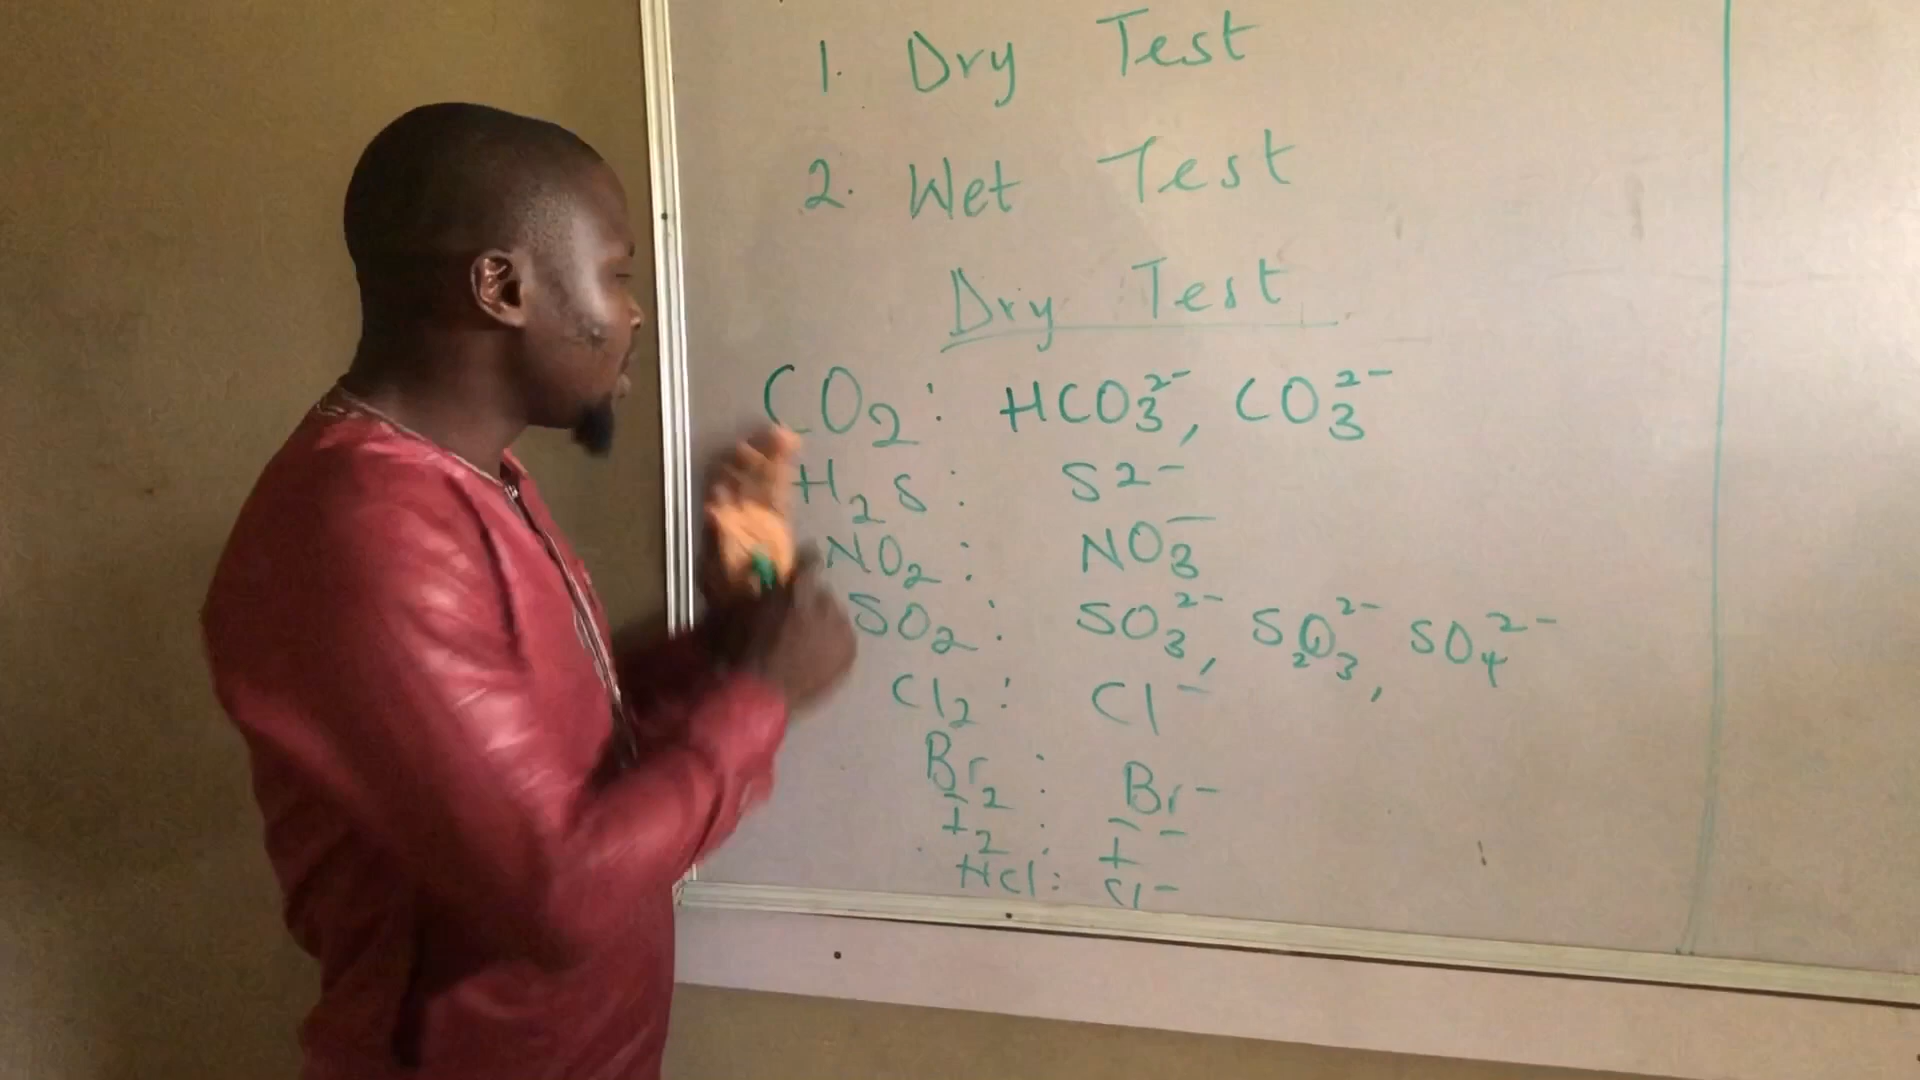 1. Dry Test
2. Wet Test
Dry Test
CO₂ : HCO₃²⁻, CO₃²⁻
H₂S : S2⁻
NO₂ : NO₃⁻
SO₂ : SO₃²⁻, S₂O₃²⁻, SO₄²⁻
Cl₂ : Cl⁻
Br₂ : Br⁻
I₂ : I⁻
HCl : Cl⁻